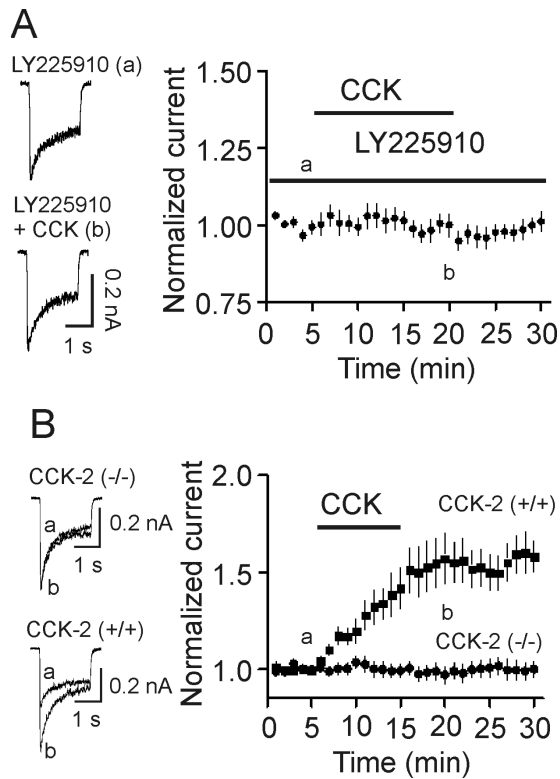 A
LY225910 (a)
LY225910
+ CCK (b)
0.2 nA
1 s
Normalized current
1.50
1.25
1.00
0.75
CCK
LY225910
a
b
0 5 10 15 20 25 30
Time (min)
B
CCK-2 (-/-)
a
b
0.2 nA
1 s
CCK-2 (+/+)
a
b
0.2 nA
1 s
Normalized current
2.0
1.5
1.0
CCK
CCK-2 (+/+)
a
b
CCK-2 (-/-)
0 5 10 15 20 25 30
Time (min)